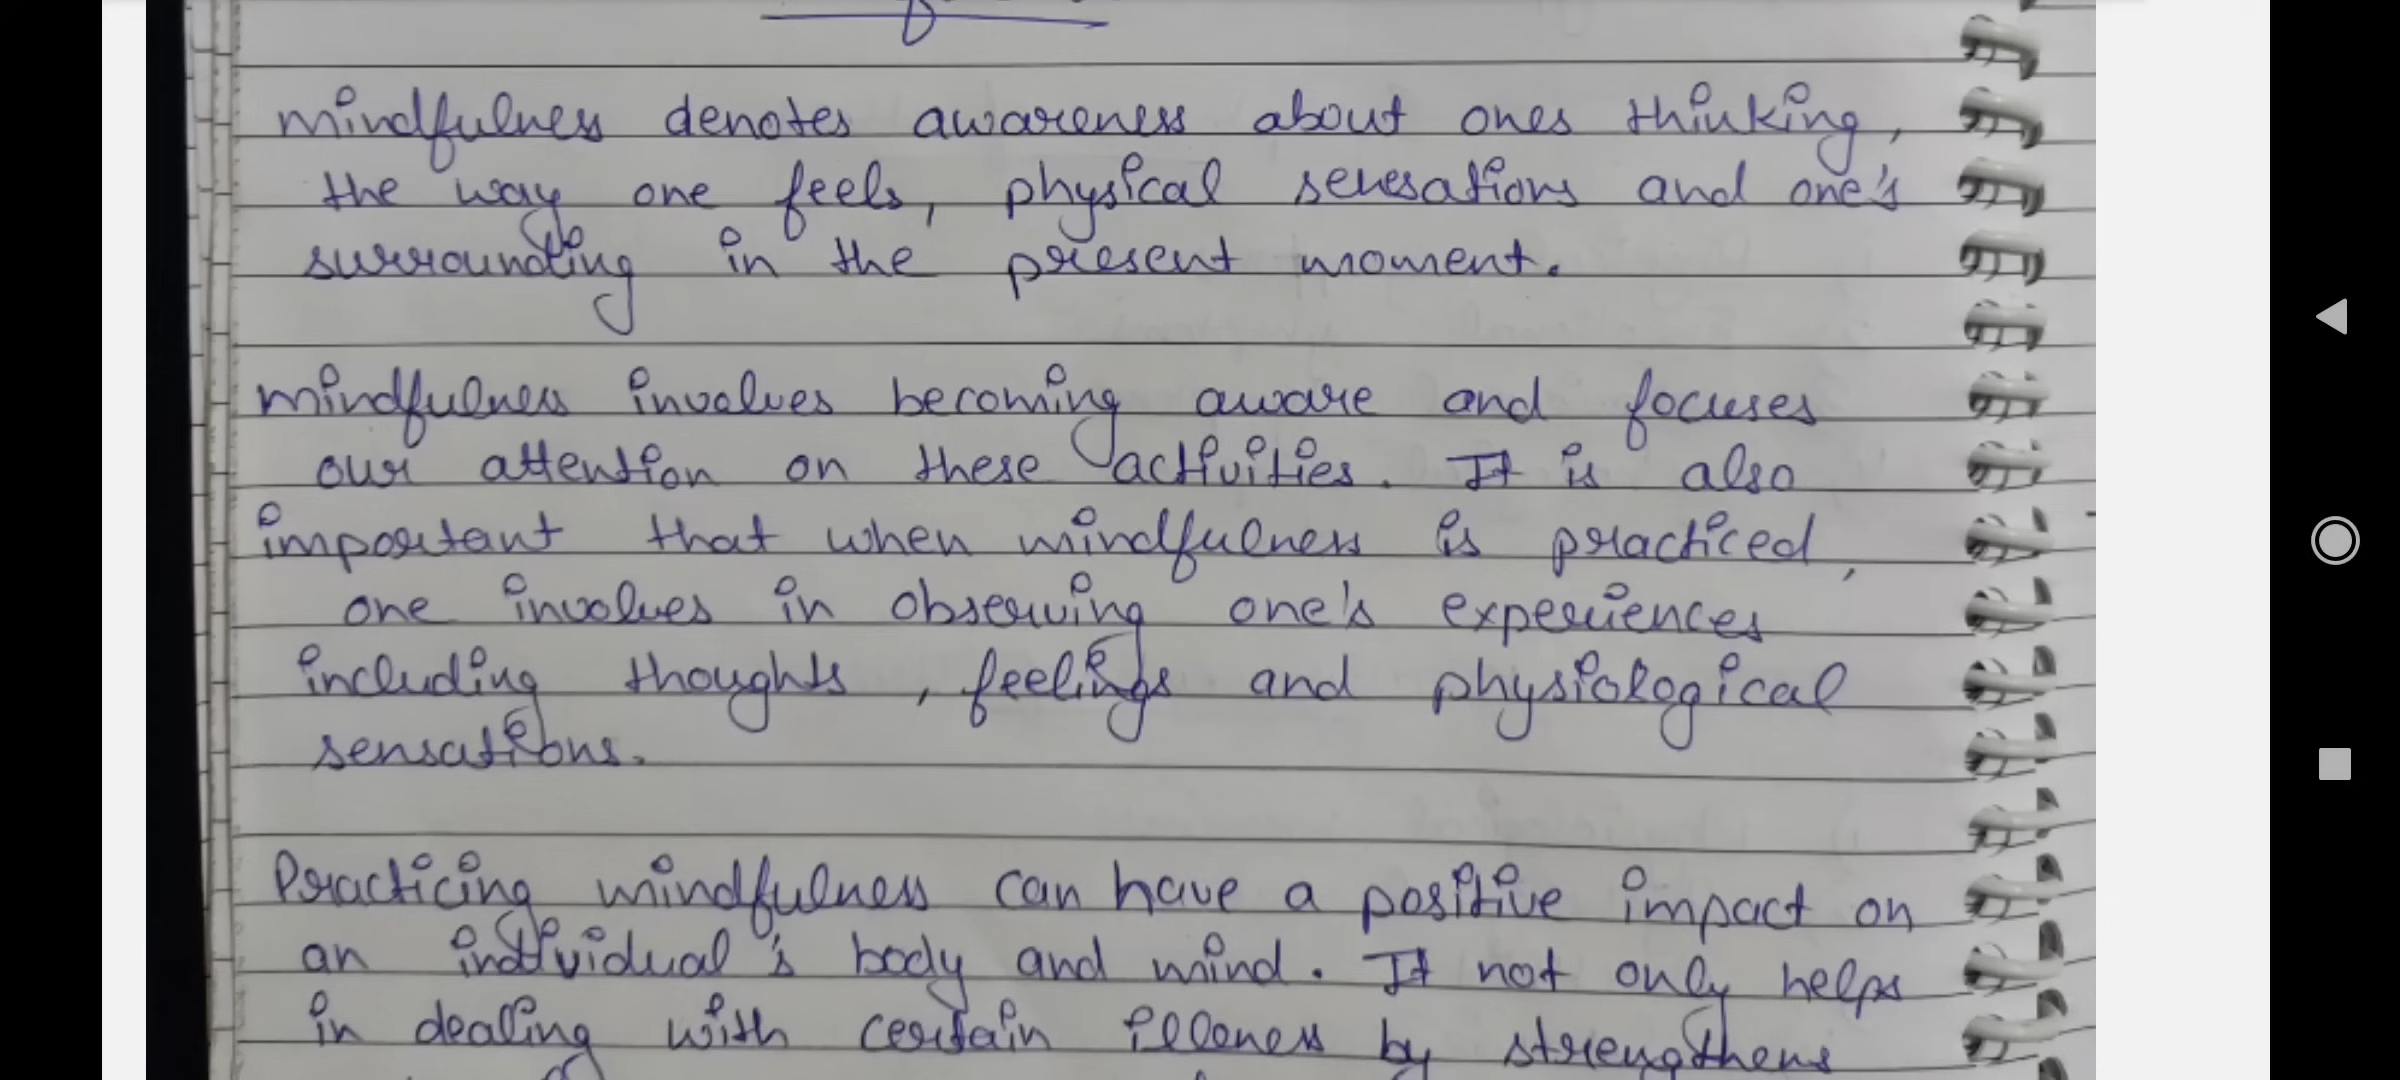 mindfulness denotes awareness about ones thinking,
the way one feels, physical sensations and one's
surrounding in the present moment.
mindfulness involves becoming aware and focuses
our attention on these activities. It is also
important that when mindfulness is practiced,
one involves in observing one's experiences
including thoughts, feelings and physiological
sensations.
Practicing mindfulness can have a positive impact on
an individual's body and mind. It not only helps
in dealing with certain illness by strengthens